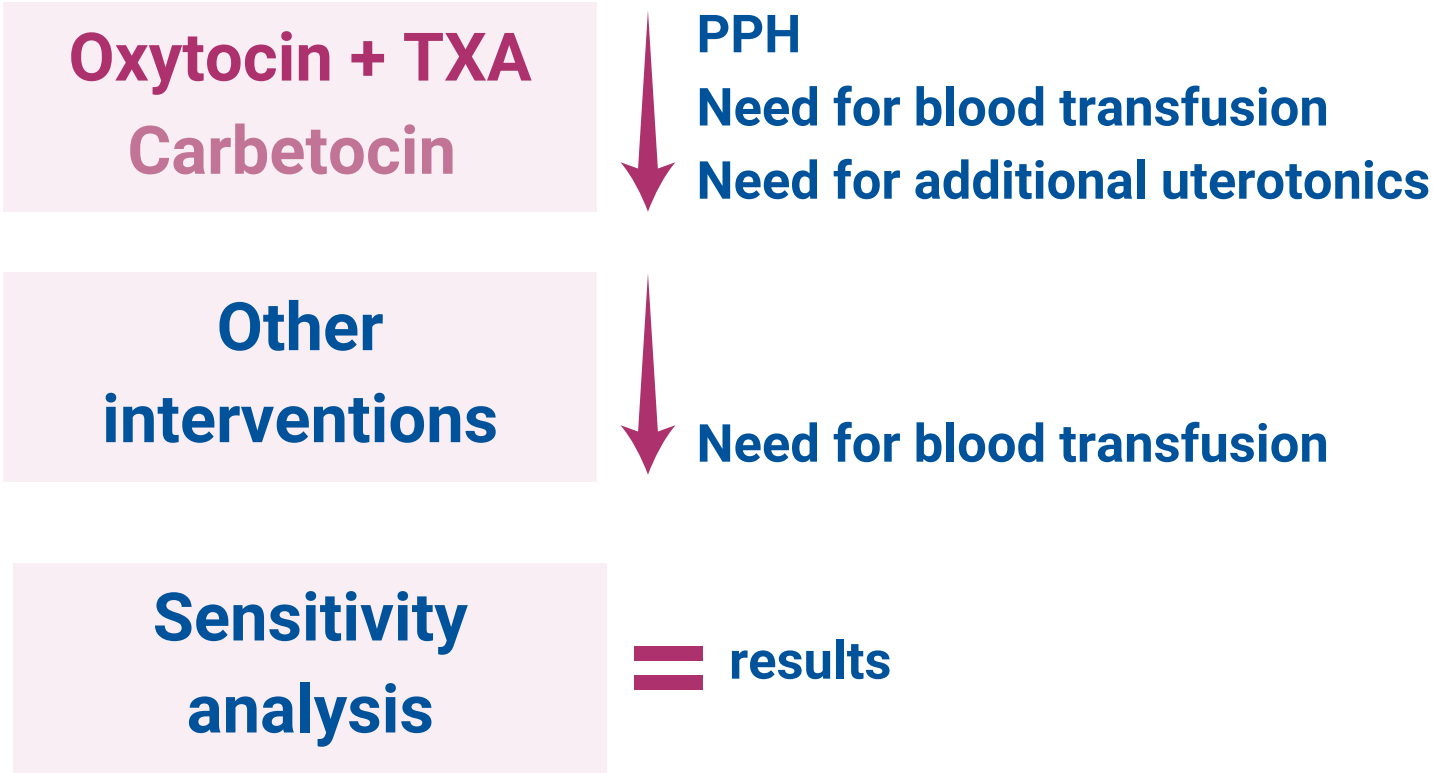 Oxytocin + TXA
Carbetocin
PPH
Need for blood transfusion
Need for additional uterotonics
Other
interventions
Need for blood transfusion
Sensitivity
analysis
results